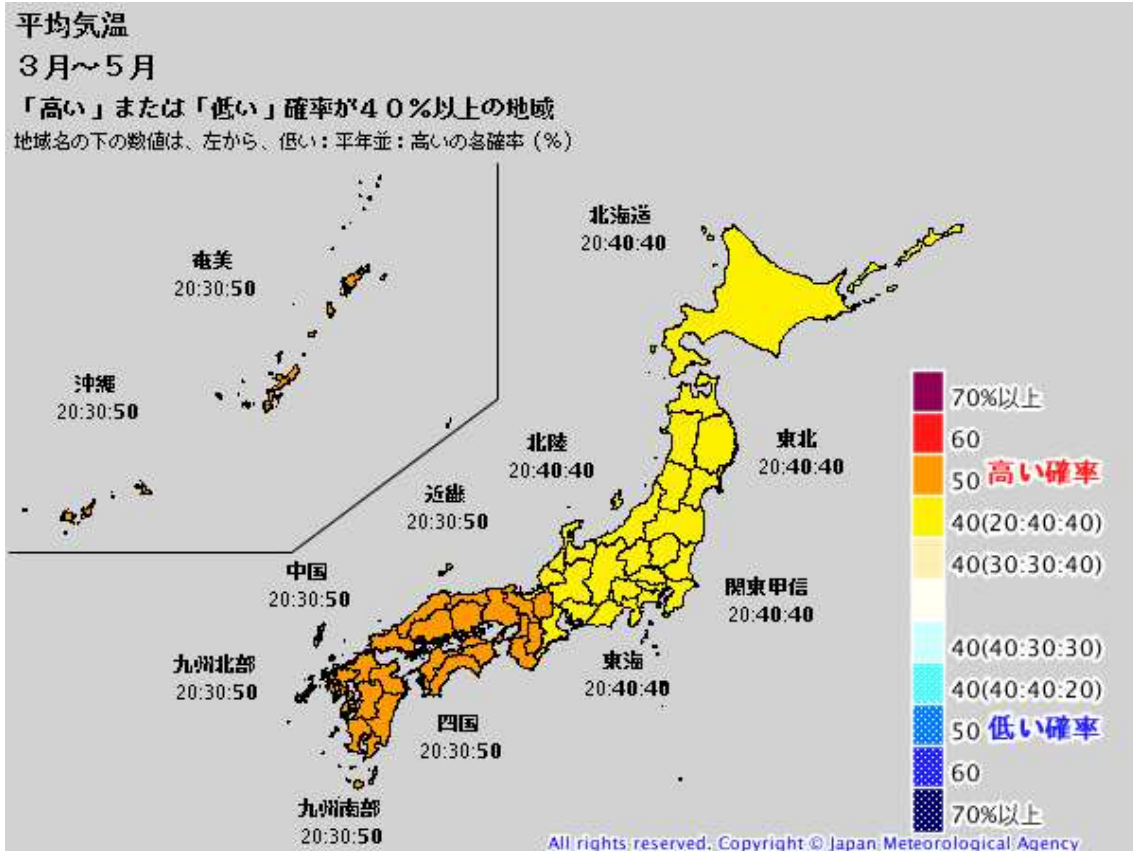 平均気温
３月～５月
「高い」または「低い」確率が４０％以上の地域
地域名の下の数値は、左から、低い：平年並：高いの各確率（％）
北海道
20:40:40
奄美
20:30:50
沖縄
20:30:50
北陸
20:40:40
東北
20:40:40
近畿
20:30:50
中国
20:30:50
関東甲信
20:40:40
九州北部
20:30:50
東海
20:40:40
四国
20:30:50
九州南部
20:30:50
70%以上
60
50 高い確率
40(20:40:40)
40(30:30:40)
40(40:30:30)
40(40:40:20)
50 低い確率
60
70%以上
All rights reserved. Copyright © Japan Meteorological Agency